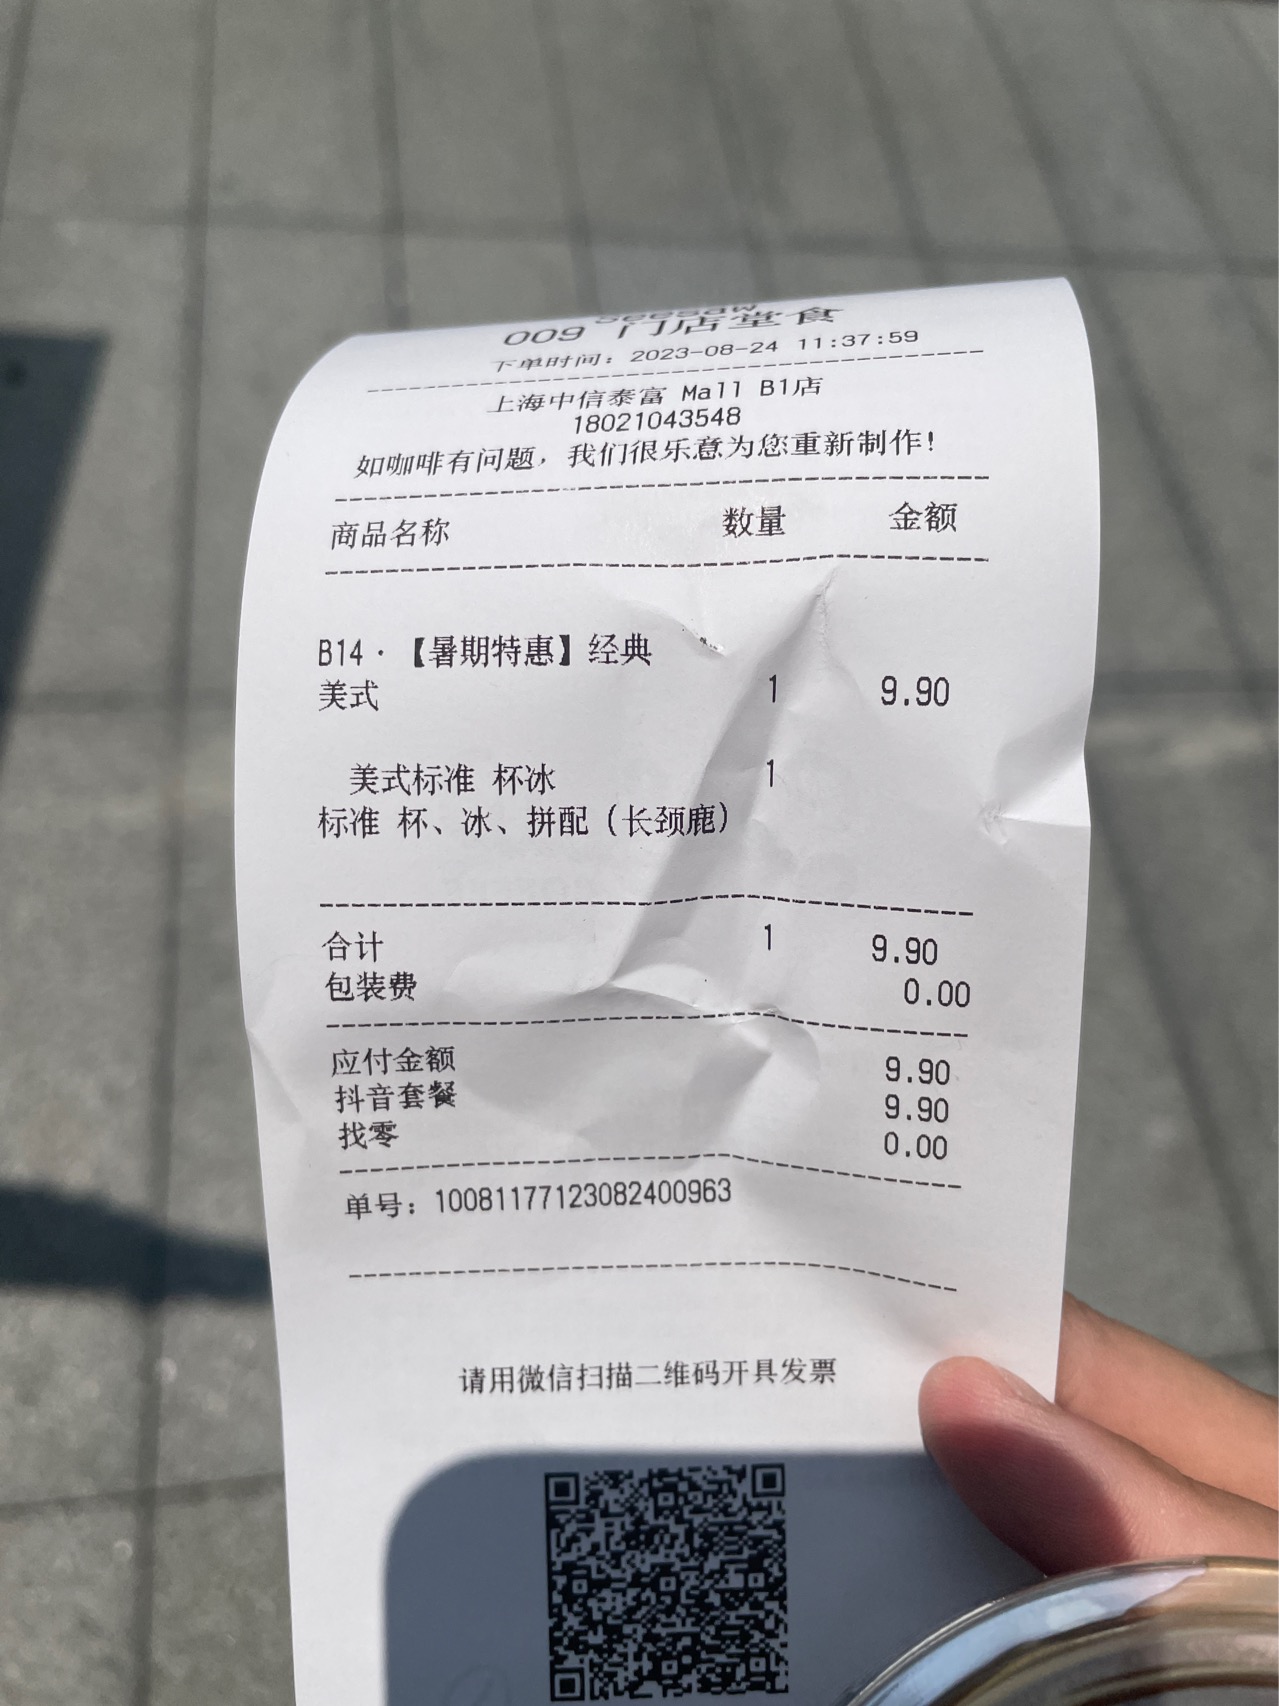 seesaw
009 门店堂食
下单时间：2023-08-24 11:37:59
上海中信泰富 Mall B1店
18021043548
如咖啡有问题，我们很乐意为您重新制作！
商品名称 数量 金额
B14·【暑期特惠】经典
美式 1 9.90
美式标准 杯冰 1
标准 杯、冰、拼配（长颈鹿）
合计 1 9.90
包装费 0.00
应付金额 9.90
抖音套餐 9.90
找零 0.00
单号：10081177123082400963
请用微信扫描二维码开具发票